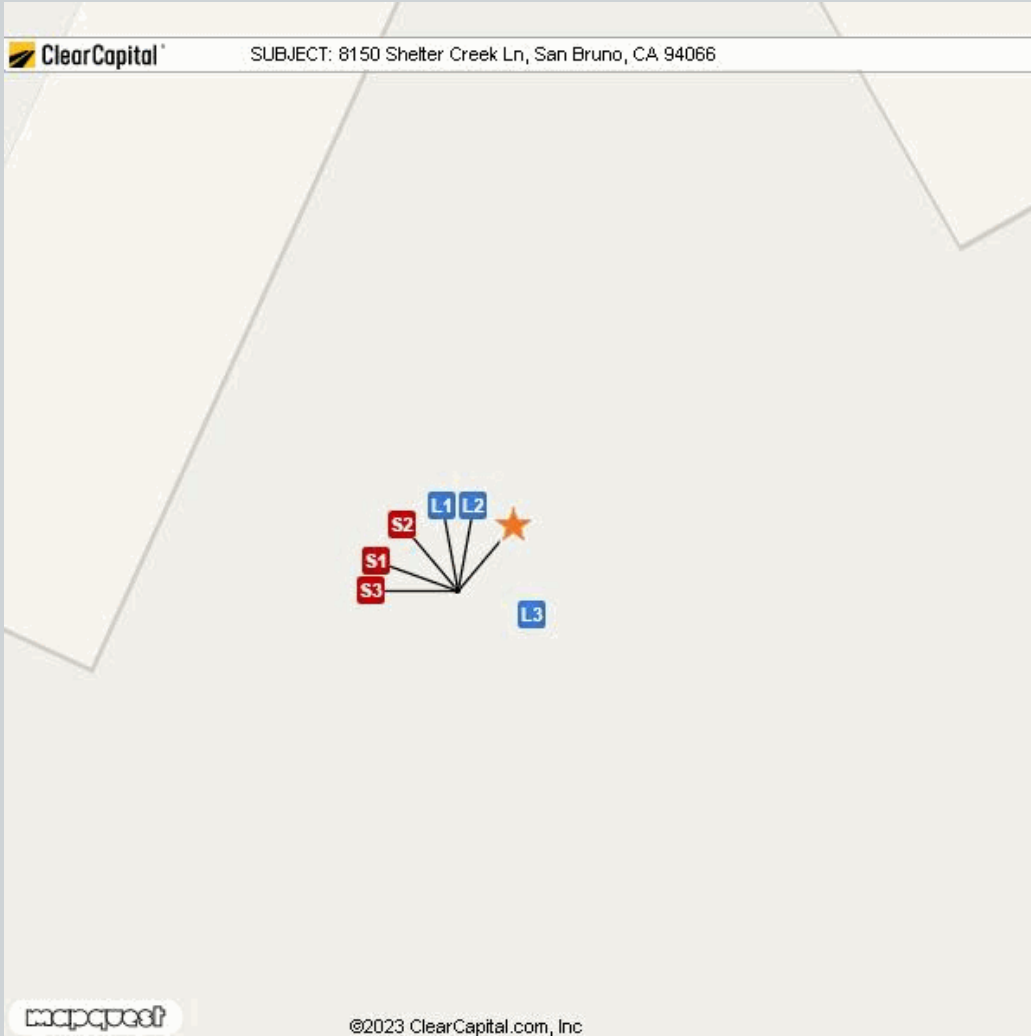 ClearCapital
SUBJECT: 8150 Shelter Creek Ln, San Bruno, CA 94066
L1 L2
S2
S1
S3
L3
mapquest
©2023 ClearCapital.com, Inc